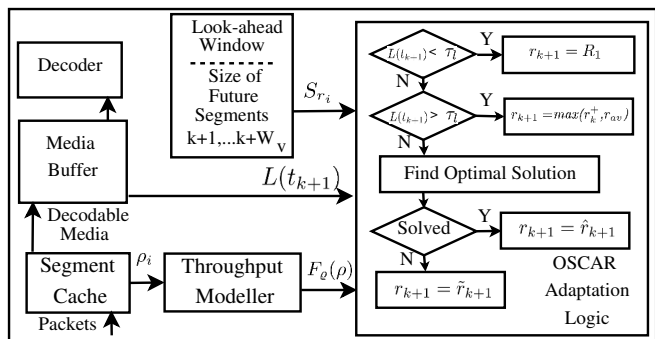 Decoder
Media
Buffer
Decodable
Media
Segment
Cache
Packets
Look-ahead
Window
Size of
Future
Segments
k+1,...k+W_v
S_{r_i}
L(t_{k+1})
ρ_i
Throughput
Modeller
F_ϱ(ρ)
L(t_{k-1}) < τ_l
Y
r_{k+1} = R_1
N
L(t_{k-1}) > τ_l
Y
r_{k+1} = max(r_k^+, r_{av})
N
Find Optimal Solution
Solved
Y
r_{k+1} = r̂_{k+1}
N
r_{k+1} = r̃_{k+1}
OSCAR
Adaptation
Logic